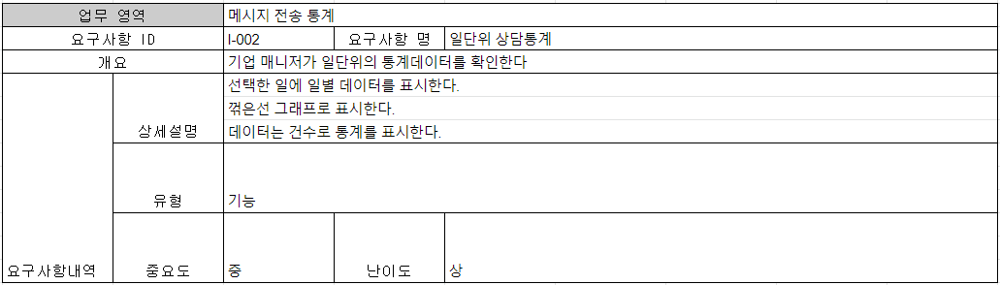 업무 영역 메시지 전송 통계
요구사항 ID I-002 요구사항 명 일단위 상담통계
개요 기업 매니저가 일단위의 통계데이터를 확인한다
선택한 일에 일별 데이터를 표시한다.
꺾은선 그래프로 표시한다.
상세설명 데이터는 건수로 통계를 표시한다.
유형 기능
요구사항내역 중요도 중 난이도 상